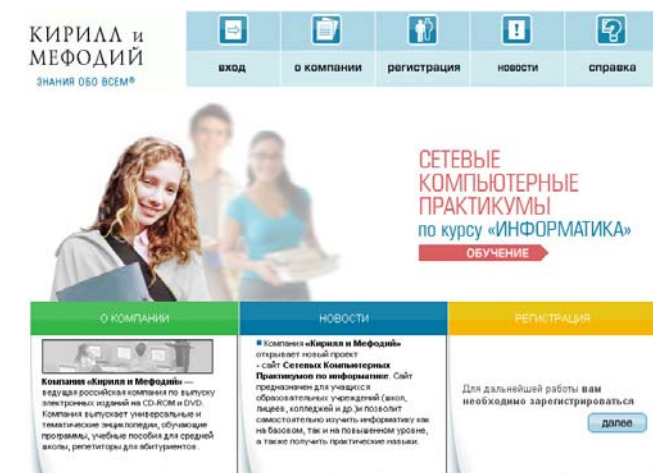 КИРИЛЛ и
МЕФОДИЙ
ЗНАНИЯ ОБО ВСЕМ®
вход
о компании
регистрация
новости
справка
СЕТЕВЫЕ
КОМПЬЮТЕРНЫЕ
ПРАКТИКУМЫ
по курсу «ИНФОРМАТИКА»
ОБУЧЕНИЕ
О КОМПАНИИ
Компания «Кирилл и Мефодий» —
ведущая российская компания по выпуску
электронных изданий на CD-ROM и DVD.
Компания выпускает универсальные и
тематические энциклопедии, обучающие
программы, учебные пособия для средней
школы, репетиторы для абитуриентов.
НОВОСТИ
Компания «Кирилл и Мефодий»
открывает новый проект
- сайт Сетевых Компьютерных
Практикумов по информатике. Сайт
предназначен для учащихся
образовательных учреждений (школ,
лицеев, колледжей и др.)и позволит
самостоятельно изучить информатику как
на базовом, так и на повышенном уровне,
а также получить практические навыки.
РЕГИСТРАЦИЯ
Для дальнейшей работы вам
необходимо зарегистрироваться
далее